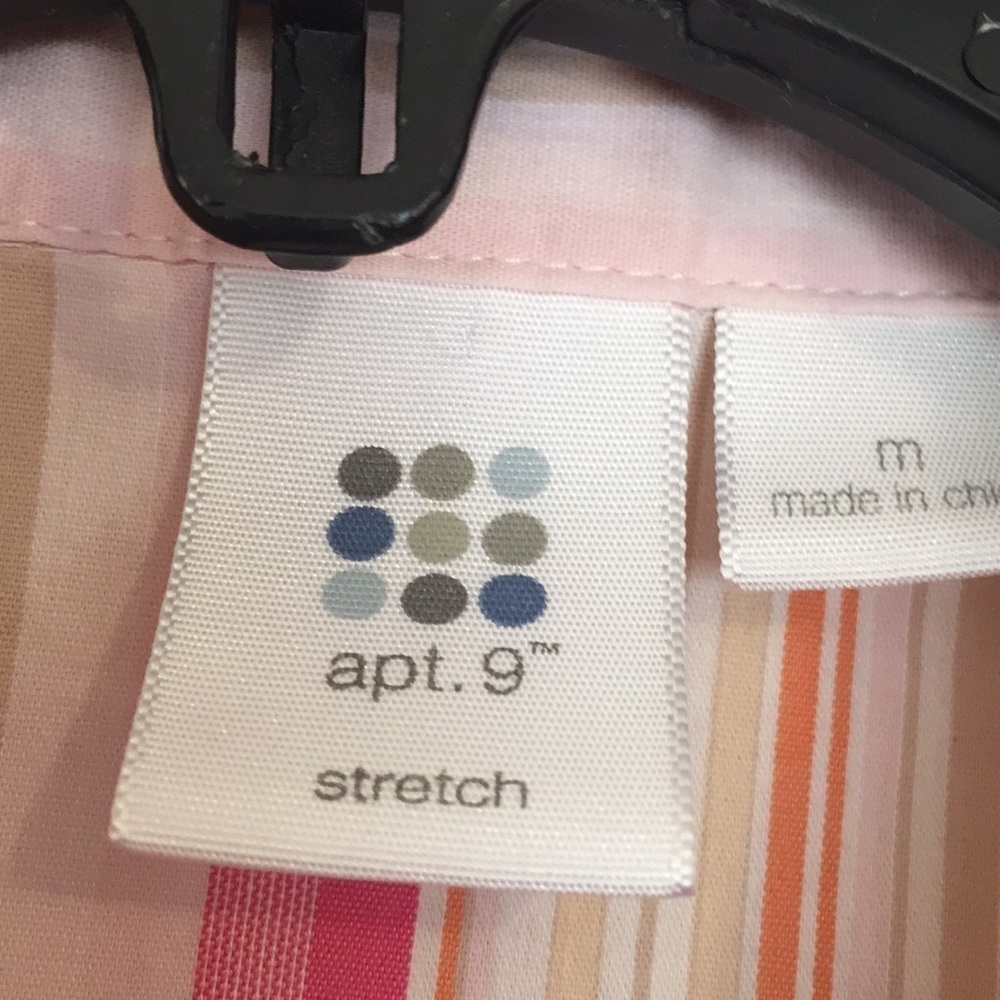 apt. 9™
stretch
m
made in